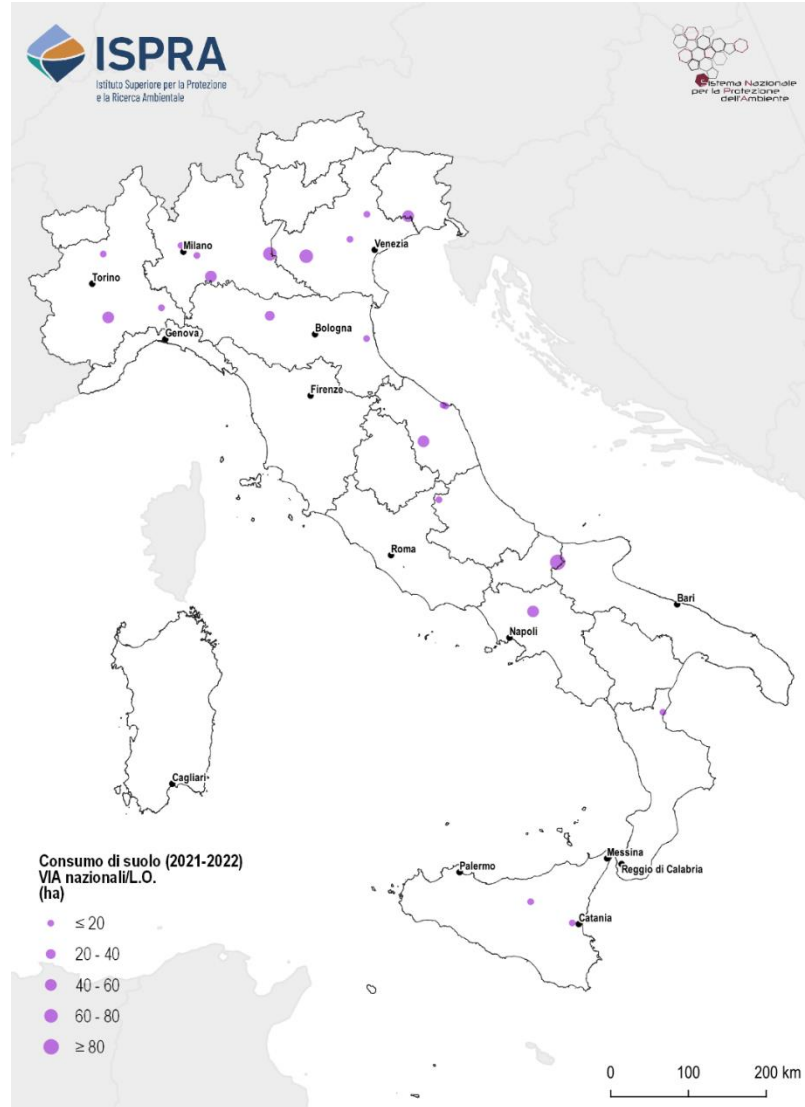 ISPRA
Istituto Superiore per la Protezione
e la Ricerca Ambientale
Sistema Nazionale
per la Protezione
dell'Ambiente
Milano
Venezia
Torino
Bologna
Genova
Firenze
Roma
Bari
Napoli
Cagliari
Messina
Palermo
Reggio di Calabria
Catania
Consumo di suolo (2021-2022)
VIA nazionali/L.O.
(ha)
≤ 20
20 - 40
40 - 60
60 - 80
≥ 80
0 100 200 km